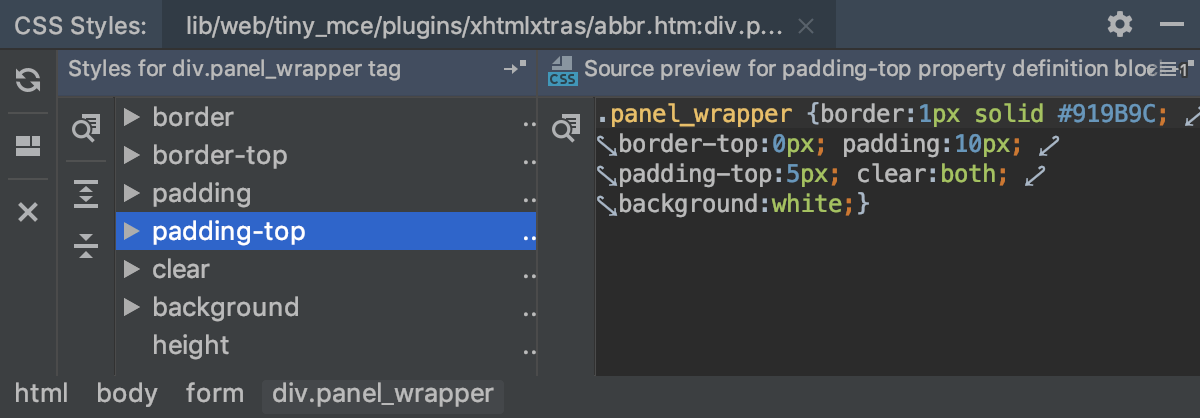 CSS Styles: lib/web/tiny_mce/plugins/xhtmlxtras/abbr.htm:div.p...
Styles for div.panel_wrapper tag
border ..
border-top ..
padding ..
padding-top ..
clear ..
background ..
height ..
CSS Source preview for padding-top property definition bloc
.panel_wrapper {border:1px solid #919B9C;
border-top:0px; padding:10px;
padding-top:5px; clear:both;
background:white;}
html body form div.panel_wrapper